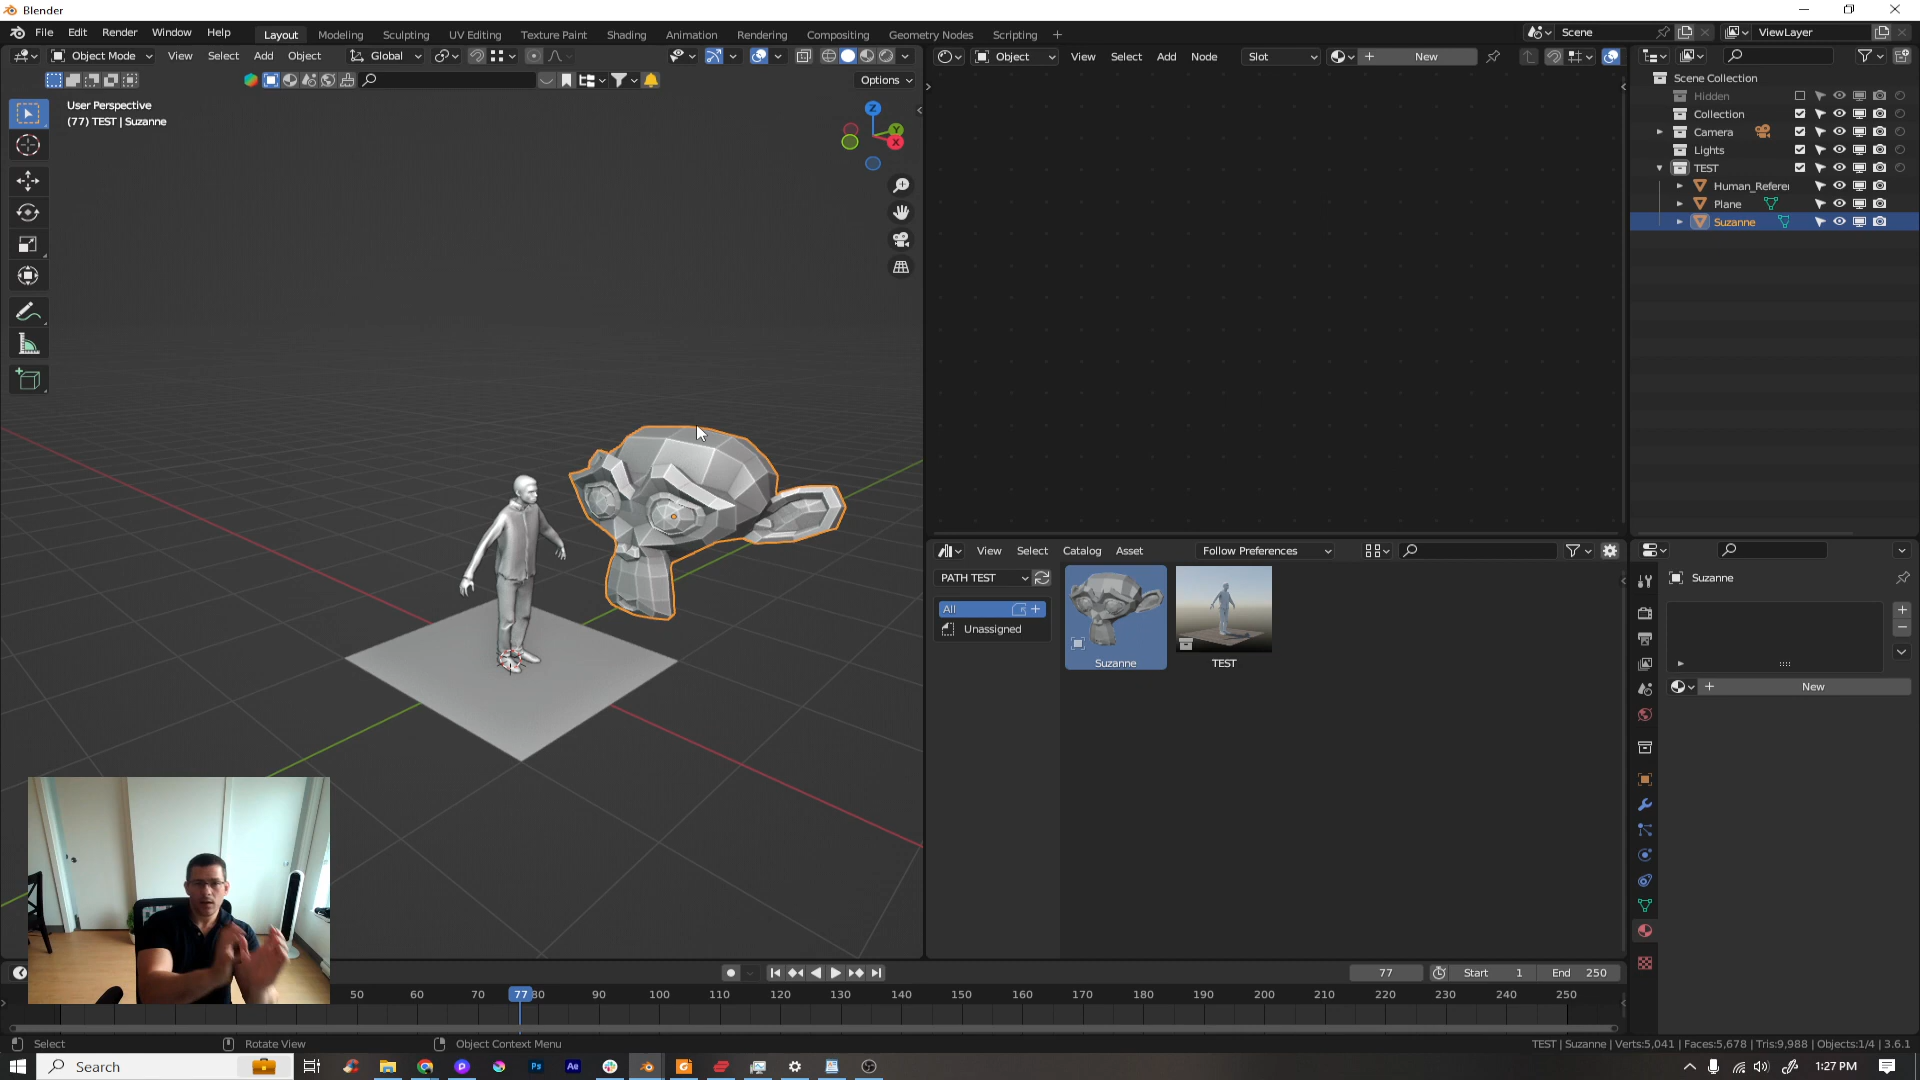 Blender
File Edit Render Window Help
Layout Modeling Sculpting UV Editing Texture Paint Shading Animation Rendering Compositing Geometry Nodes Scripting +
Scene
ViewLayer
Object Mode View Select Add Object Global
Object View Select Add Node Slot New
Options
User Perspective
(77) TEST | Suzanne
Z
Y
X
Scene Collection
Hidden
Collection
Camera
Lights
TEST
Human_Referer
Plane
Suzanne
View Select Catalog Asset Follow Preferences
PATH TEST
All
Unassigned
Suzanne
TEST
Suzanne
New
77 Start 1 End 250
50 60 70 77 80 90 100 110 120 130 140 150 160 170 180 190 200 210 220 230 240 250
Select Rotate View Object Context Menu
TEST | Suzanne | Verts:5,041 | Faces:5,678 | Tris:9,988 | Objects:1/4 | 3.6.1
Search
Ps
Ae
1:27 PM